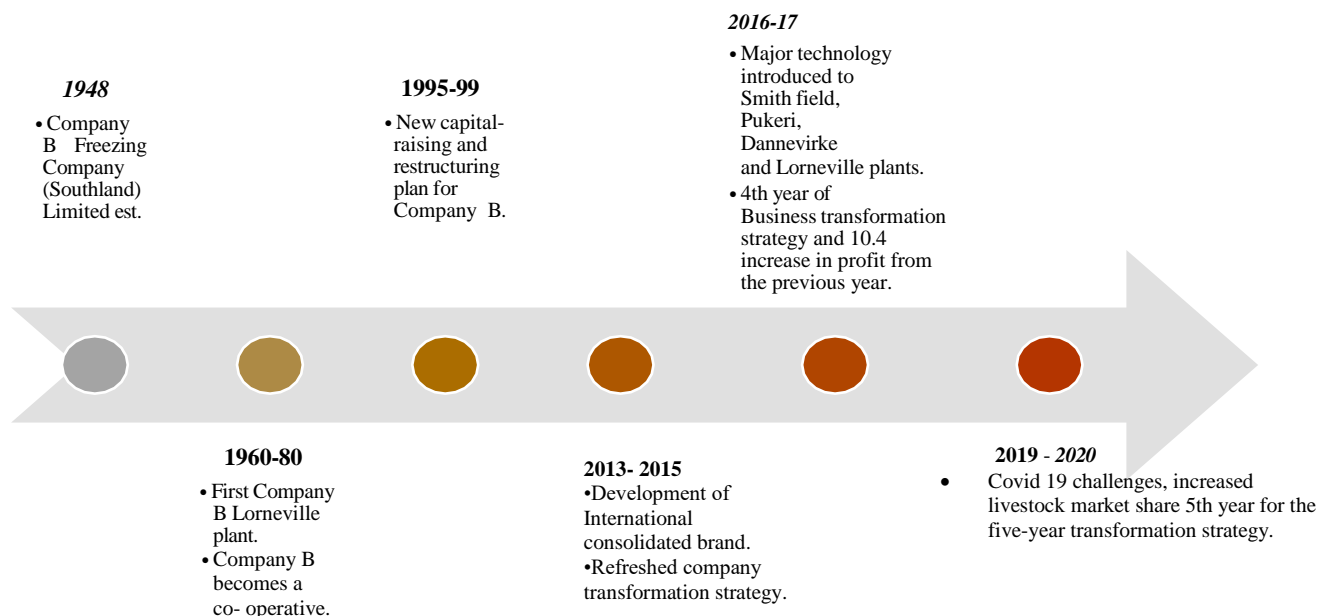 1948
• Company
B Freezing
Company
(Southland)
Limited est.
1960-80
• First Company
B Lorneville
plant.
• Company B
becomes a
co- operative.
1995-99
• New capital-
raising and
restructuring
plan for
Company B.
2013- 2015
•Development of
International
consolidated brand.
•Refreshed company
transformation strategy.
2016-17
• Major technology
introduced to
Smith field,
Pukeri,
Dannevirke
and Lorneville plants.
• 4th year of
Business transformation
strategy and 10.4
increase in profit from
the previous year.
2019 - 2020
• Covid 19 challenges, increased
livestock market share 5th year for the
five-year transformation strategy.